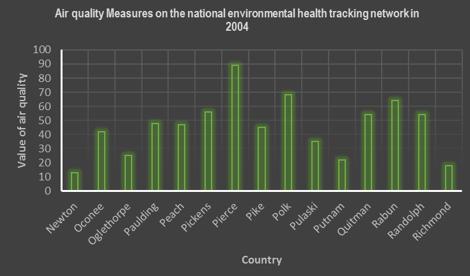 Air quality Measures on the national environmental health tracking network in
2004
Value of air quality
100
90
80
70
60
50
40
30
20
10
0
Newton
Oconee
Oglethorpe
Paulding
Peach
Pickens
Pierce
Pike
Polk
Pulaski
Putnam
Quitman
Rabun
Randolph
Richmond
Country